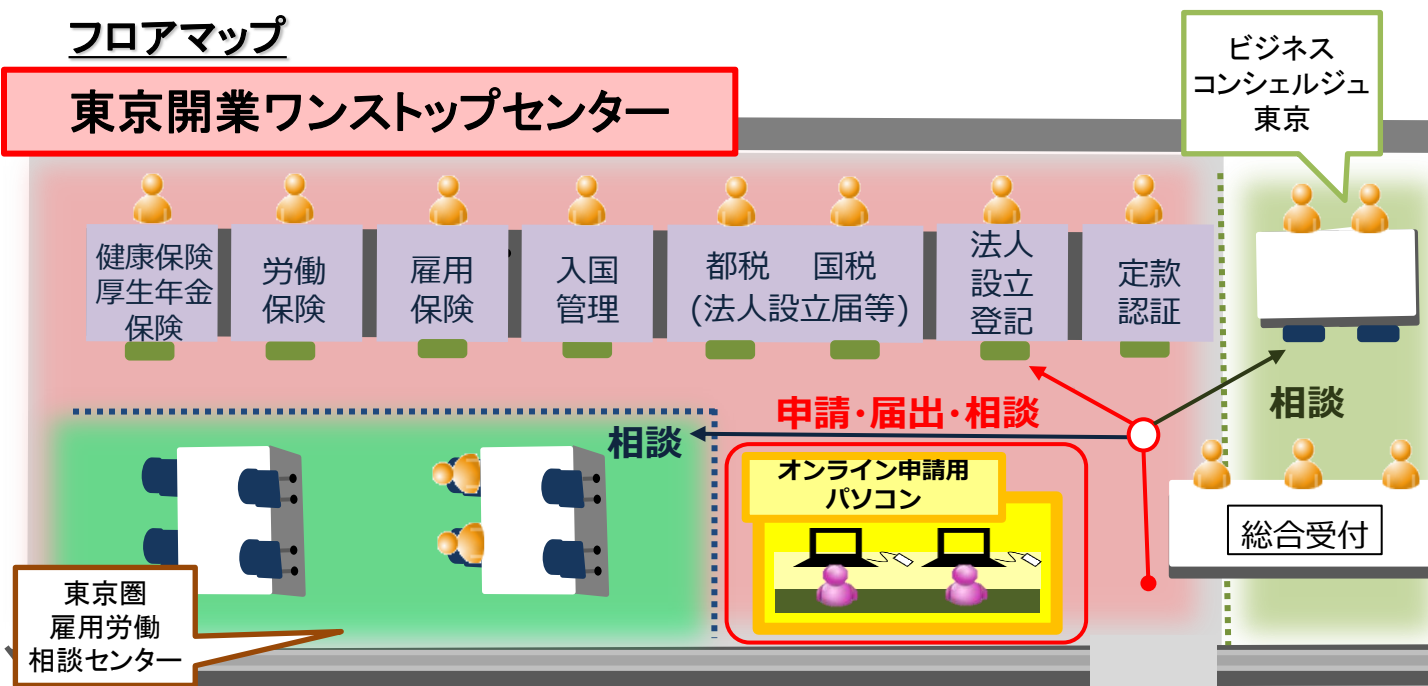 フロアマップ
東京開業ワンストップセンター
ビジネス
コンシェルジュ
東京
健康保険
厚生年金
保険
労働
保険
雇用
保険
入国
管理
都税 国税
(法人設立届等)
法人
設立
登記
定款
認証
申請・届出・相談
相談
相談
オンライン申請用
パソコン
総合受付
東京圏
雇用労働
相談センター